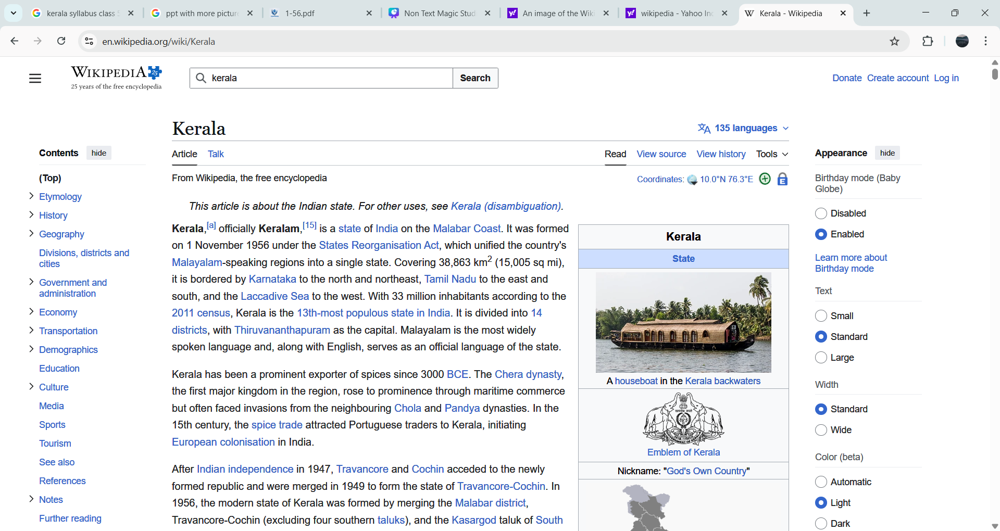 kerala syllabus class 5
ppt with more picture
1-56.pdf
Non Text Magic Stud
An image of the Wiki
wikipedia - Yahoo Inc
Kerala - Wikipedia
en.wikipedia.org/wiki/Kerala
WIKIPEDIA 25
25 years of the free encyclopedia
kerala
Search
Donate Create account Log in
Kerala
135 languages
Contents hide
(Top)
Etymology
History
Geography
Divisions, districts and
cities
Government and
administration
Economy
Transportation
Demographics
Education
Culture
Media
Sports
Tourism
See also
References
Notes
Further reading
Article Talk
Read View source View history Tools
From Wikipedia, the free encyclopedia
Coordinates: 10.0°N 76.3°E
E
This article is about the Indian state. For other uses, see Kerala (disambiguation).
Kerala,[a] officially Keralam,[15] is a state of India on the Malabar Coast. It was formed
on 1 November 1956 under the States Reorganisation Act, which unified the country's
Malayalam-speaking regions into a single state. Covering 38,863 km2 (15,005 sq mi),
it is bordered by Karnataka to the north and northeast, Tamil Nadu to the east and
south, and the Laccadive Sea to the west. With 33 million inhabitants according to the
2011 census, Kerala is the 13th-most populous state in India. It is divided into 14
districts, with Thiruvananthapuram as the capital. Malayalam is the most widely
spoken language and, along with English, serves as an official language of the state.
Kerala has been a prominent exporter of spices since 3000 BCE. The Chera dynasty,
the first major kingdom in the region, rose to prominence through maritime commerce
but often faced invasions from the neighbouring Chola and Pandya dynasties. In the
15th century, the spice trade attracted Portuguese traders to Kerala, initiating
European colonisation in India.
After Indian independence in 1947, Travancore and Cochin acceded to the newly
formed republic and were merged in 1949 to form the state of Travancore-Cochin. In
1956, the modern state of Kerala was formed by merging the Malabar district,
Travancore-Cochin (excluding four southern taluks), and the Kasargod taluk of South
Kerala
State
A houseboat in the Kerala backwaters
सत्यमेव जयते
GOVERNMENT OF KERALA
Emblem of Kerala
Nickname: "God's Own Country"
Appearance hide
Birthday mode (Baby
Globe)
Disabled
Enabled
Learn more about
Birthday mode
Text
Small
Standard
Large
Width
Standard
Wide
Color (beta)
Automatic
Light
Dark